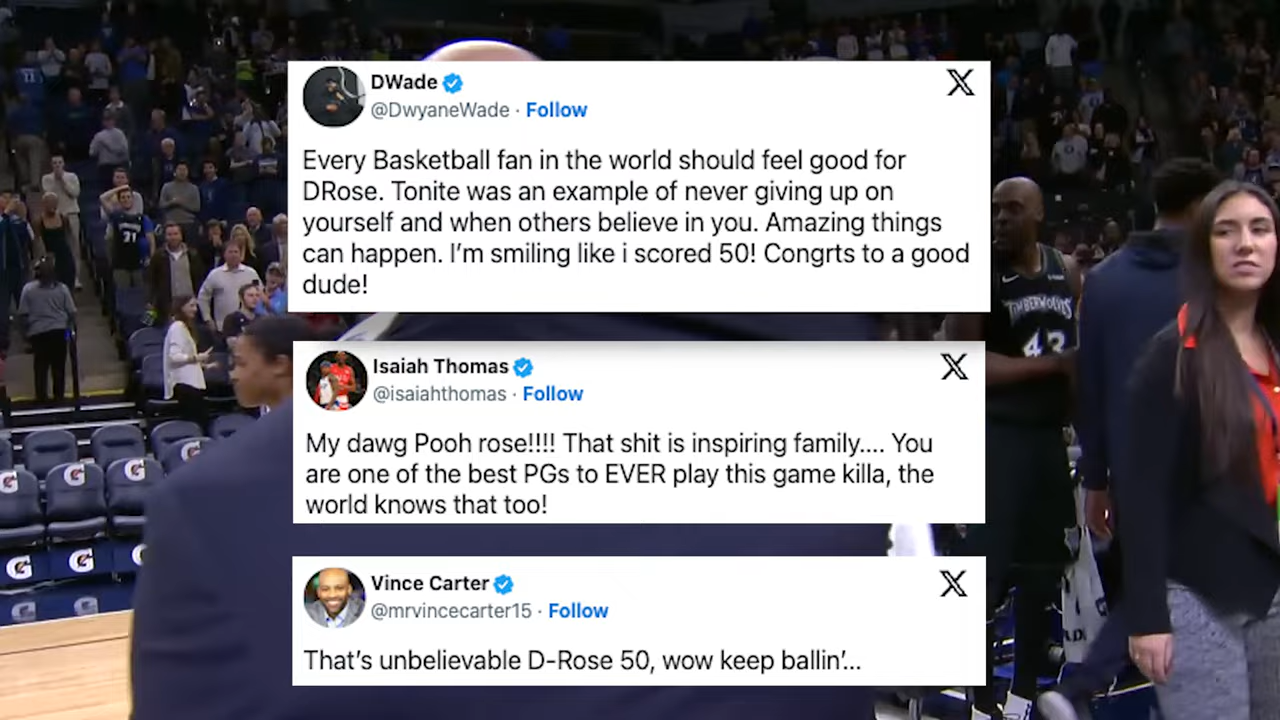 DWade
@DwyaneWade · Follow
Every Basketball fan in the world should feel good for
DRose. Tonite was an example of never giving up on
yourself and when others believe in you. Amazing things
can happen. I'm smiling like i scored 50! Congrts to a good
dude!
Isaiah Thomas
@isaiahthomas · Follow
My dawg Pooh rose!!!! That shit is inspiring family.... You
are one of the best PGs to EVER play this game killa, the
world knows that too!
Vince Carter
@mrvincecarter15 · Follow
That's unbelievable D-Rose 50, wow keep ballin'...
TIMBERWOLVES
43
21
G
G
G
G
G